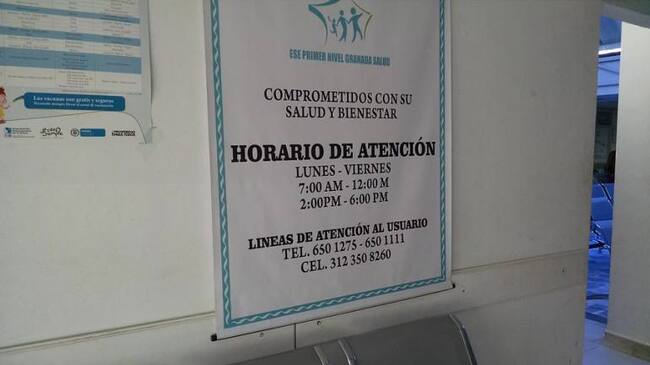 ESE PRIMER NIVEL GRANADA SALUD
COMPROMETIDOS CON SU
SALUD Y BIENESTAR
HORARIO DE ATENCIÓN
LUNES - VIERNES
7:00 AM - 12:00 M
2:00PM - 6:00 PM
LINEAS DE ATENCIÓN AL USUARIO
TEL. 650 1275 - 650 1111
CEL. 312 350 8260
Las vacunas son gratis y seguras